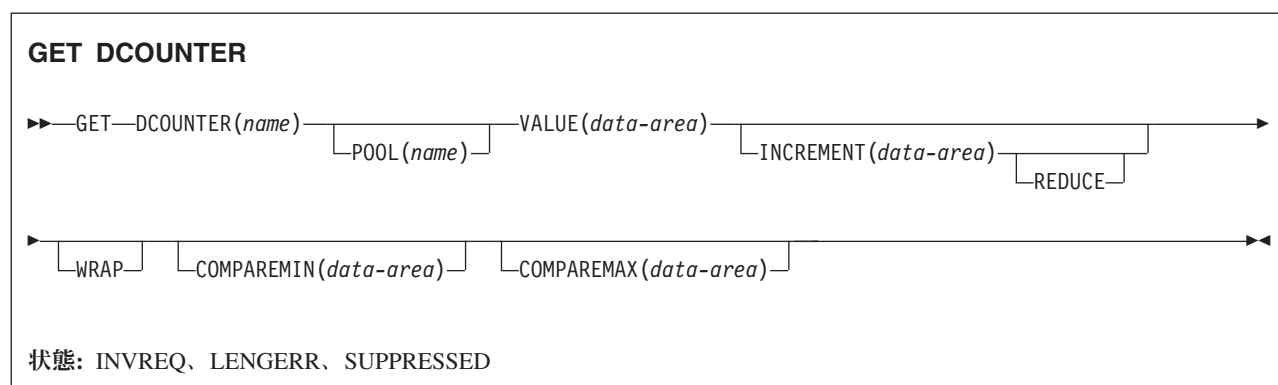 GET DCOUNTER
GET DCOUNTER(name) VALUE(data-area)
POOL(name) INCREMENT(data-area)
REDUCE
WRAP COMPAREMIN(data-area) COMPAREMAX(data-area)
状態: INVREQ、LENGERR、SUPPRESSED